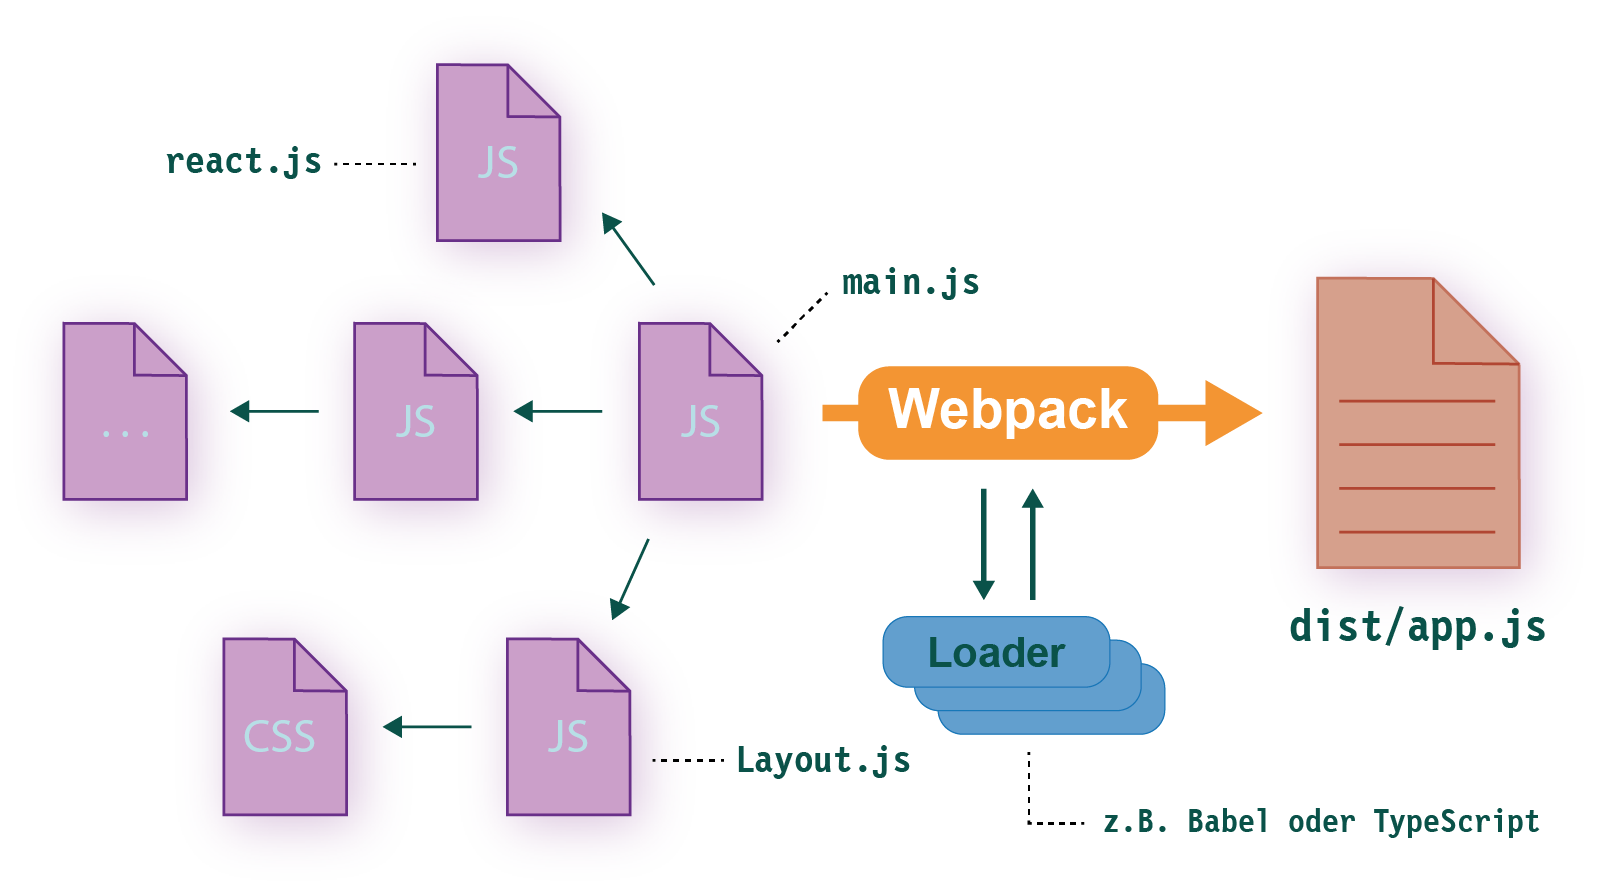 JS
react.js
main.js
...
JS
JS
Webpack
dist/app.js
Loader
CSS
JS
Layout.js
z.B. Babel oder TypeScript